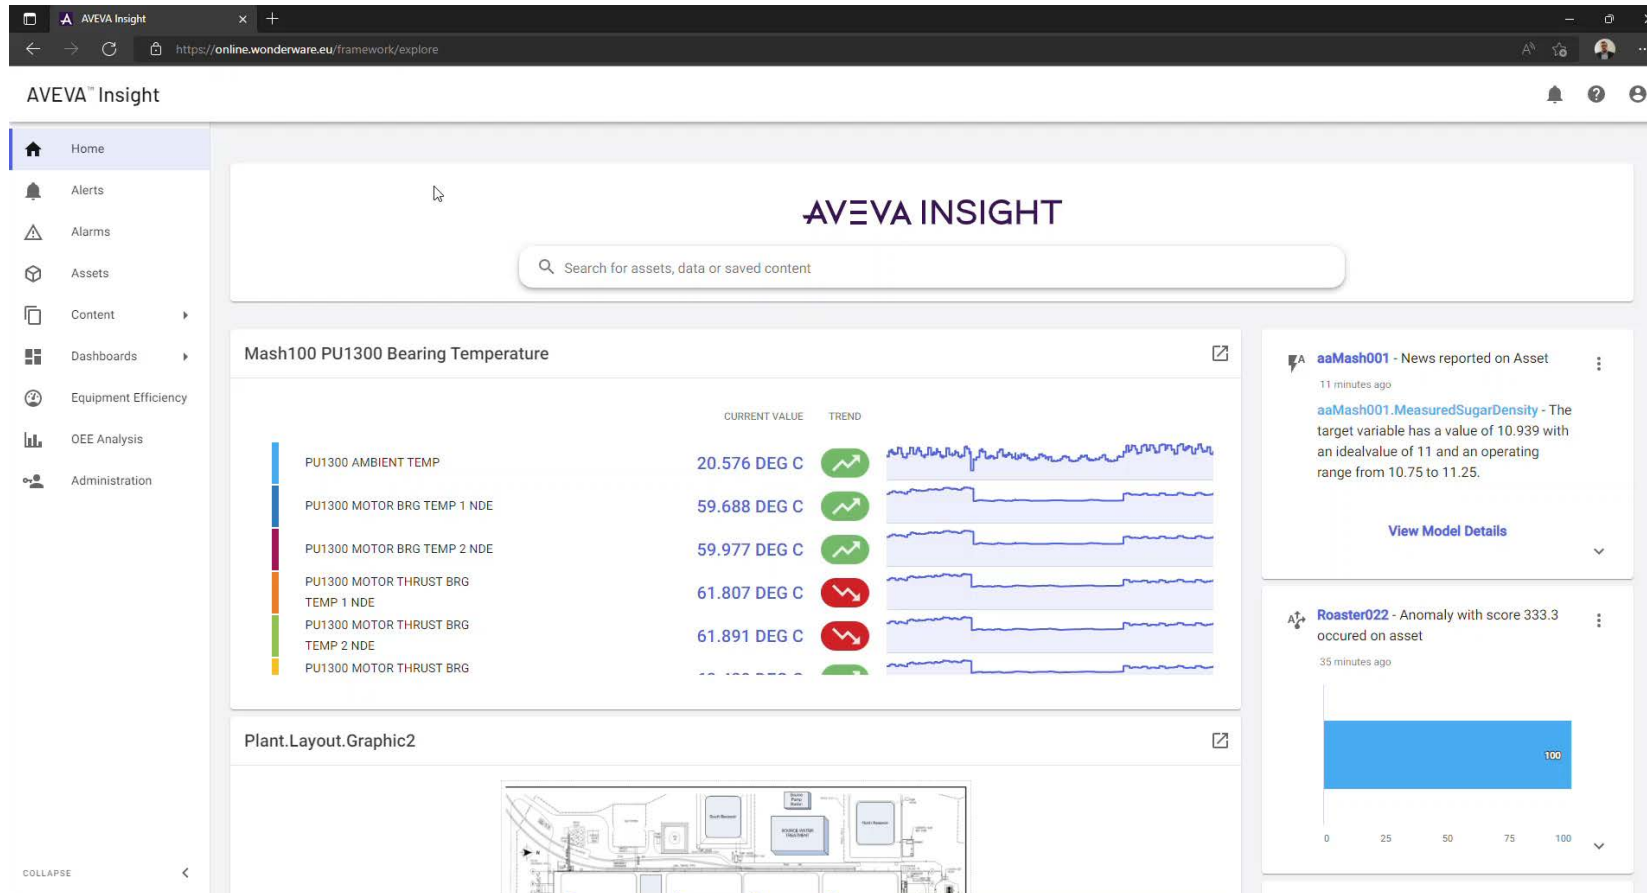 AVEVA Insight
https://online.wonderware.eu/framework/explore
AVEVA™ Insight
Home
Alerts
Alarms
Assets
Content
Dashboards
Equipment Efficiency
OEE Analysis
Administration
COLLAPSE
AVEVA INSIGHT
Search for assets, data or saved content
Mash100 PU1300 Bearing Temperature
CURRENT VALUE TREND
PU1300 AMBIENT TEMP 20.576 DEG C
PU1300 MOTOR BRG TEMP 1 NDE 59.688 DEG C
PU1300 MOTOR BRG TEMP 2 NDE 59.977 DEG C
PU1300 MOTOR THRUST BRG
TEMP 1 NDE
61.807 DEG C
PU1300 MOTOR THRUST BRG
TEMP 2 NDE
61.891 DEG C
PU1300 MOTOR THRUST BRG
Plant.Layout.Graphic2
aaMash001 - News reported on Asset
11 minutes ago
aaMash001.MeasuredSugarDensity - The
target variable has a value of 10.939 with
an idealvalue of 11 and an operating
range from 10.75 to 11.25.
View Model Details
Roaster022 - Anomaly with score 333.3
occured on asset
35 minutes ago
100
0 25 50 75 100